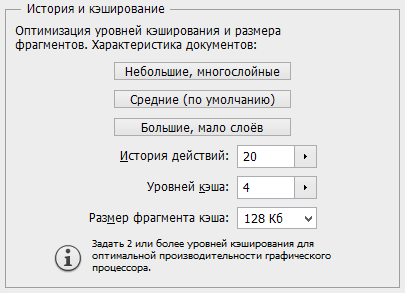 История и кэширование
Оптимизация уровней кэширования и размера
фрагментов. Характеристика документов:
Небольшие, многослойные
Средние (по умолчанию)
Большие, мало слоёв
История действий: 20
Уровней кэша: 4
Размер фрагмента кэша: 128 Кб
Задать 2 или более уровней кэширования для
оптимальной производительности графического
процессора.